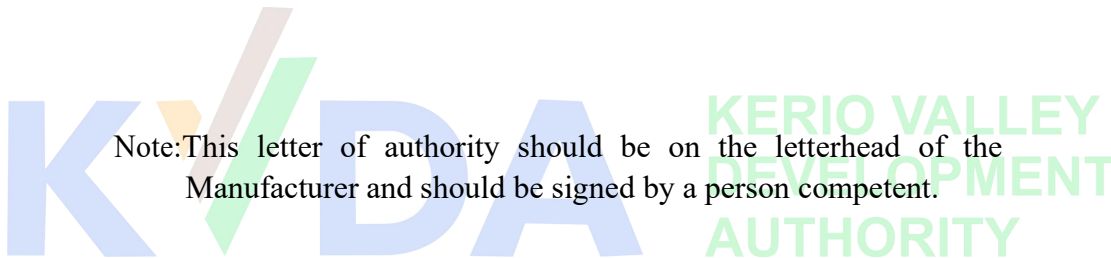 KVDA
KERIO VALLEY
DEVELOPMENT
AUTHORITY
Note:This letter of authority should be on the letterhead of the
Manufacturer and should be signed by a person competent.